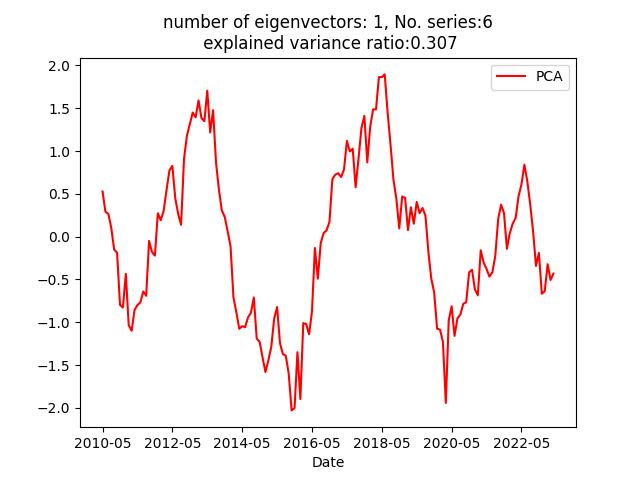 number of eigenvectors: 1, No. series:6
explained variance ratio:0.307
PCA
2.0
1.5
1.0
0.5
0.0
−0.5
−1.0
−1.5
−2.0
2010-05 2012-05 2014-05 2016-05 2018-05 2020-05 2022-05
Date